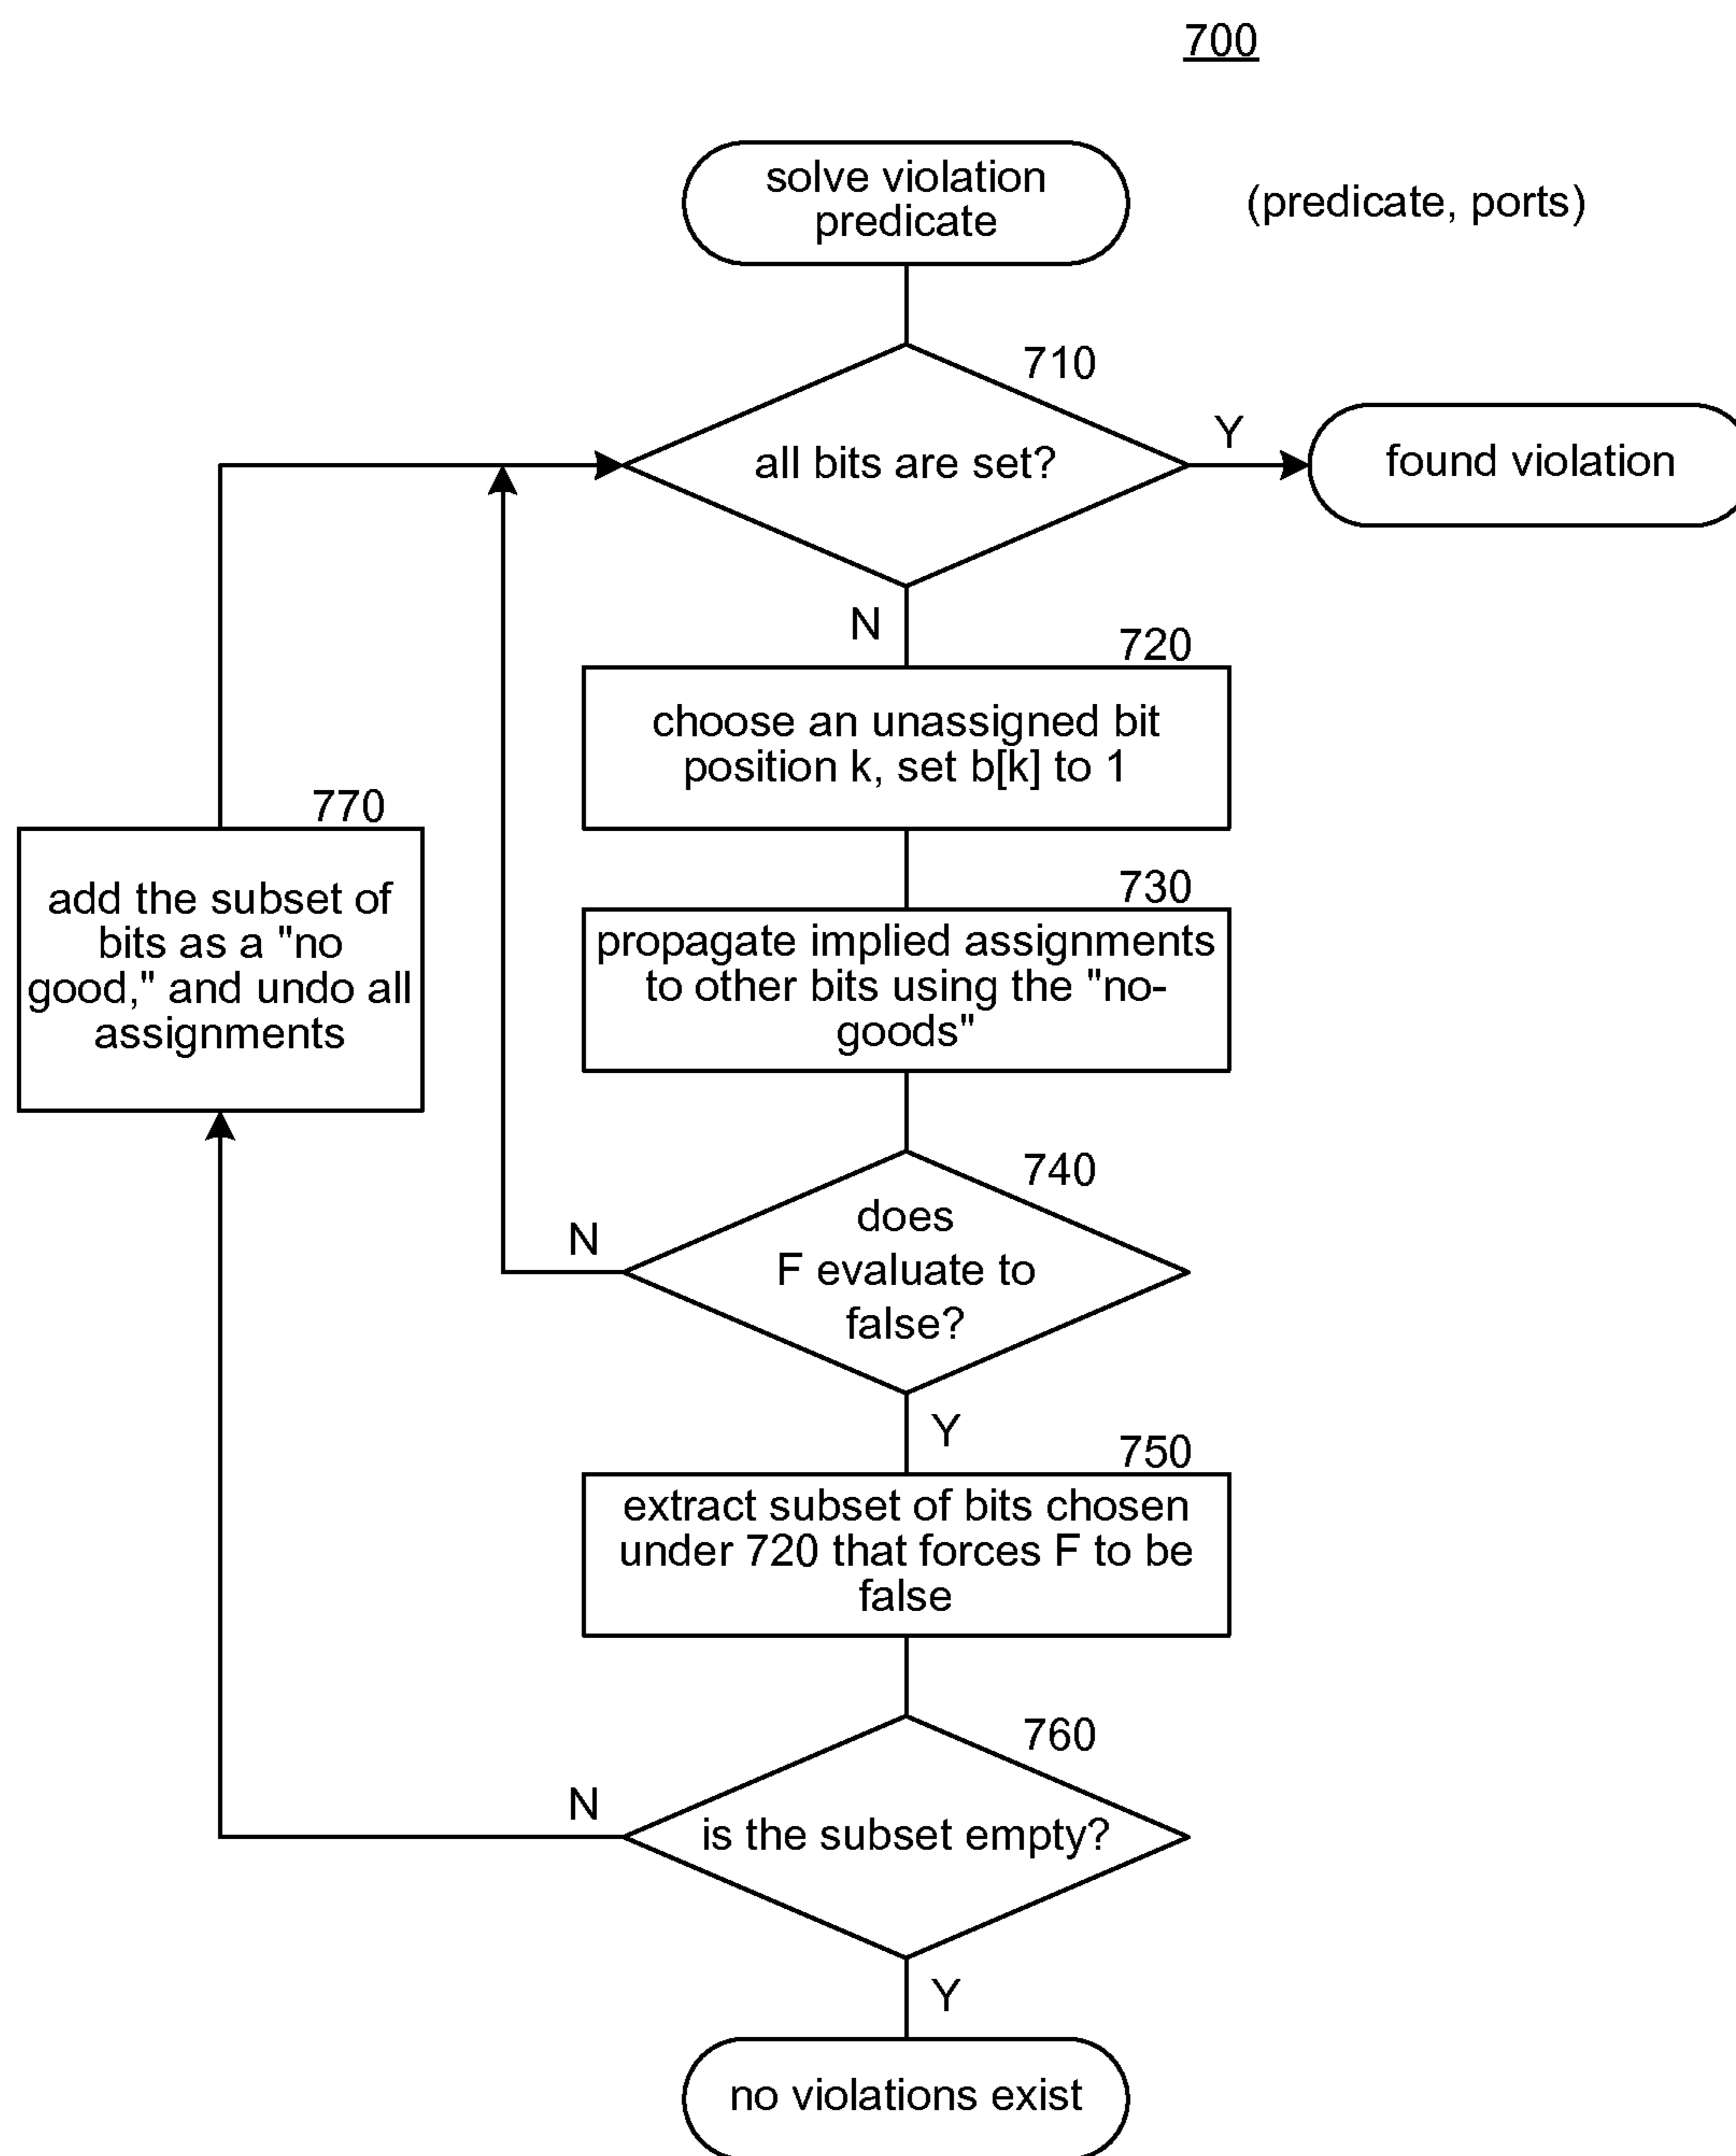 700
solve violation
predicate
(predicate, ports)
710
all bits are set?
Y
found violation
N
720
choose an unassigned bit
position k, set b[k] to 1
770
add the subset of
bits as a "no
good," and undo all
assignments
730
propagate implied assignments
to other bits using the "no-
goods"
740
does
F evaluate to
false?
N
Y
750
extract subset of bits chosen
under 720 that forces F to be
false
760
is the subset empty?
N
Y
no violations exist